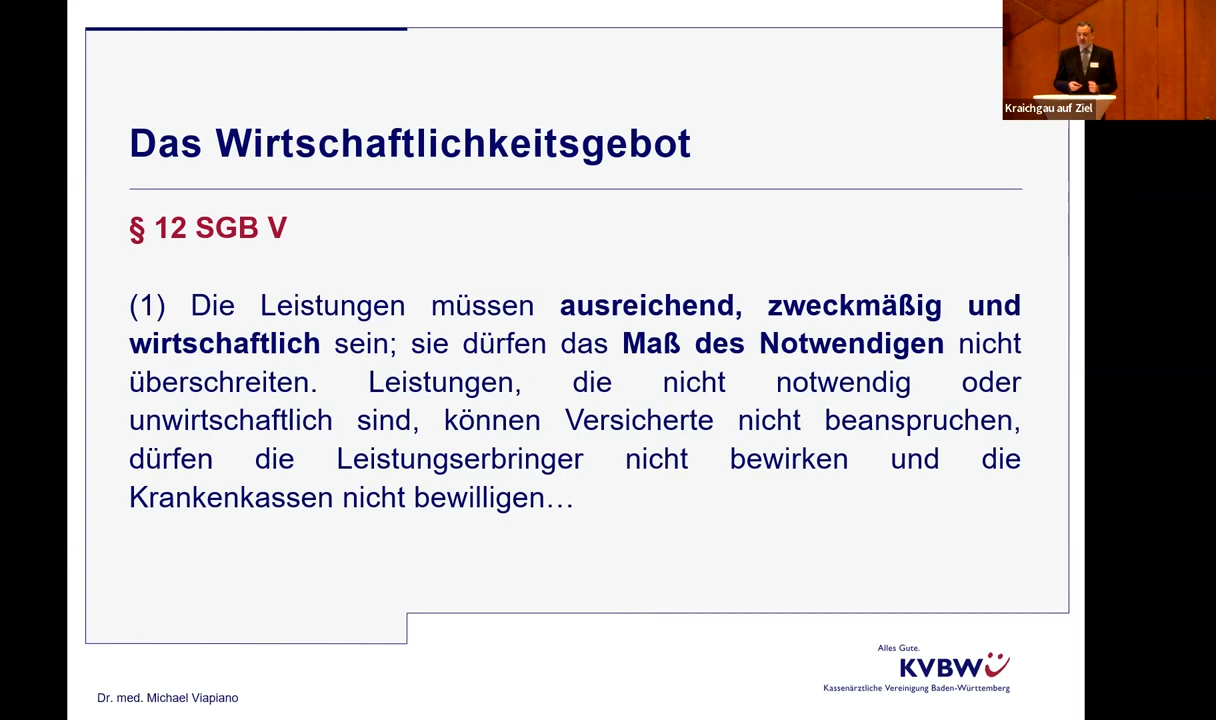 Kraichgau auf Ziel
Das Wirtschaftlichkeitsgebot
§ 12 SGB V
(1) Die Leistungen müssen ausreichend, zweckmäßig und
wirtschaftlich sein; sie dürfen das Maß des Notwendigen nicht
überschreiten. Leistungen, die nicht notwendig oder
unwirtschaftlich sind, können Versicherte nicht beanspruchen,
dürfen die Leistungserbringer nicht bewirken und die
Krankenkassen nicht bewilligen…
Alles Gute.
KVBW
Kassenärztliche Vereinigung Baden-Württemberg
Dr. med. Michael Viapiano